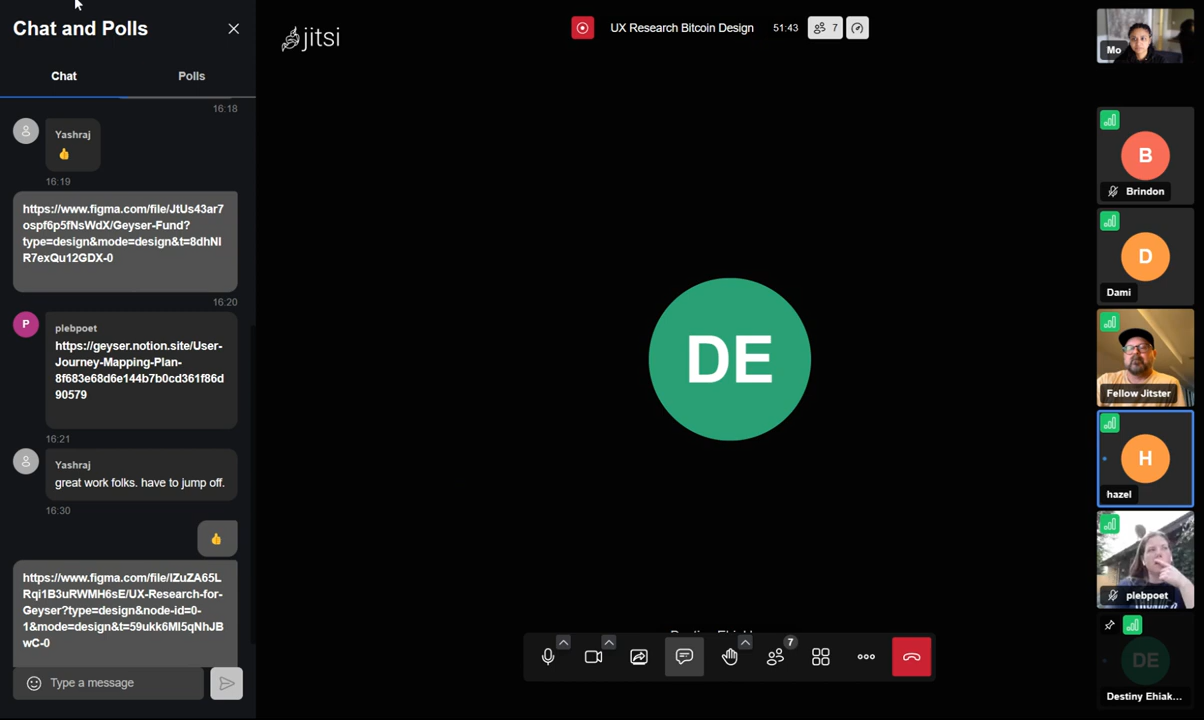 Chat and Polls
Chat
Polls
16:18
Yashraj
👍
16:19
https://www.figma.com/file/JtUs43ar7
ospf6p5fNsWdX/Geyser-Fund?
type=design&mode=design&t=8dhNI
R7exQu12GDX-0
16:20
P
plebpoet
https://geyser.notion.site/User-
Journey-Mapping-Plan-
8f683e68d6e144b7b0cd361f86d
90579
16:21
Yashraj
great work folks. have to jump off.
16:30
👍
https://www.figma.com/file/IZuZA65L
Rqi1B3uRWMH6sE/UX-Research-for-
Geyser?type=design&node-id=0-
1&mode=design&t=59ukk6MI5qNhJB
wC-0
Type a message
jitsi
UX Research Bitcoin Design
51:43
7
DE
7
Mo
B
Brindon
D
Dami
Fellow Jitster
H
hazel
plebpoet
DE
Destiny Ehiak...